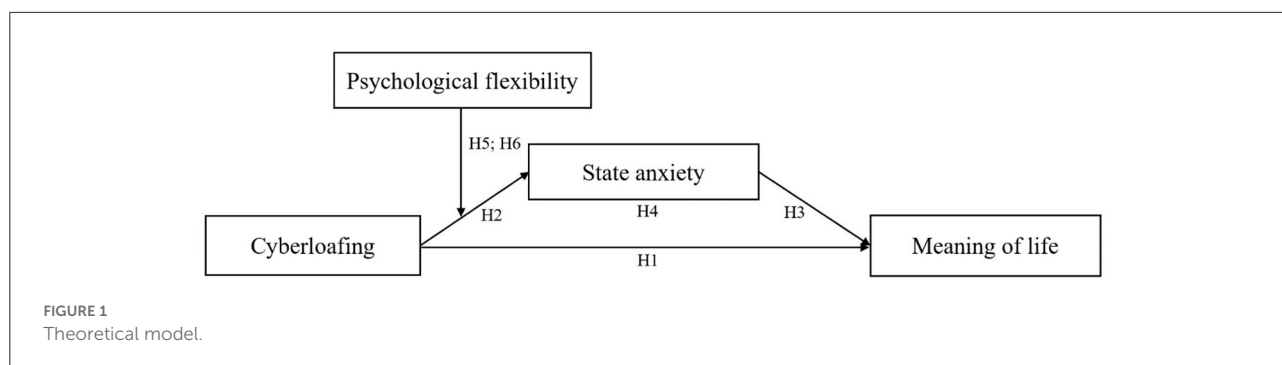 Psychological flexibility
H5; H6
State anxiety
H2
H4
H3
Cyberloafing
Meaning of life
H1
FIGURE 1
Theoretical model.